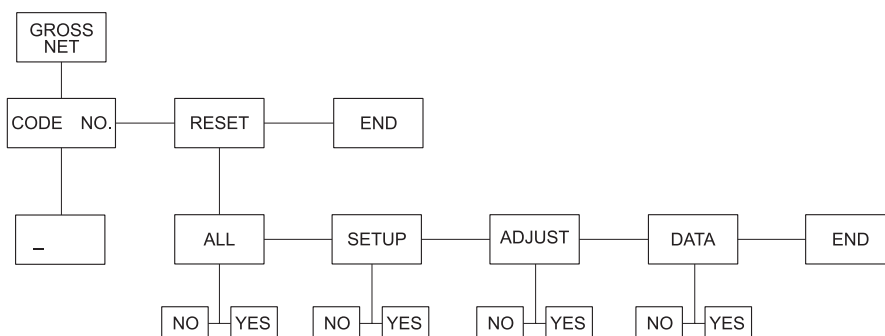 GROSS
NET
CODE NO. RESET END
_
ALL SETUP ADJUST DATA END
NO YES NO YES NO YES NO YES